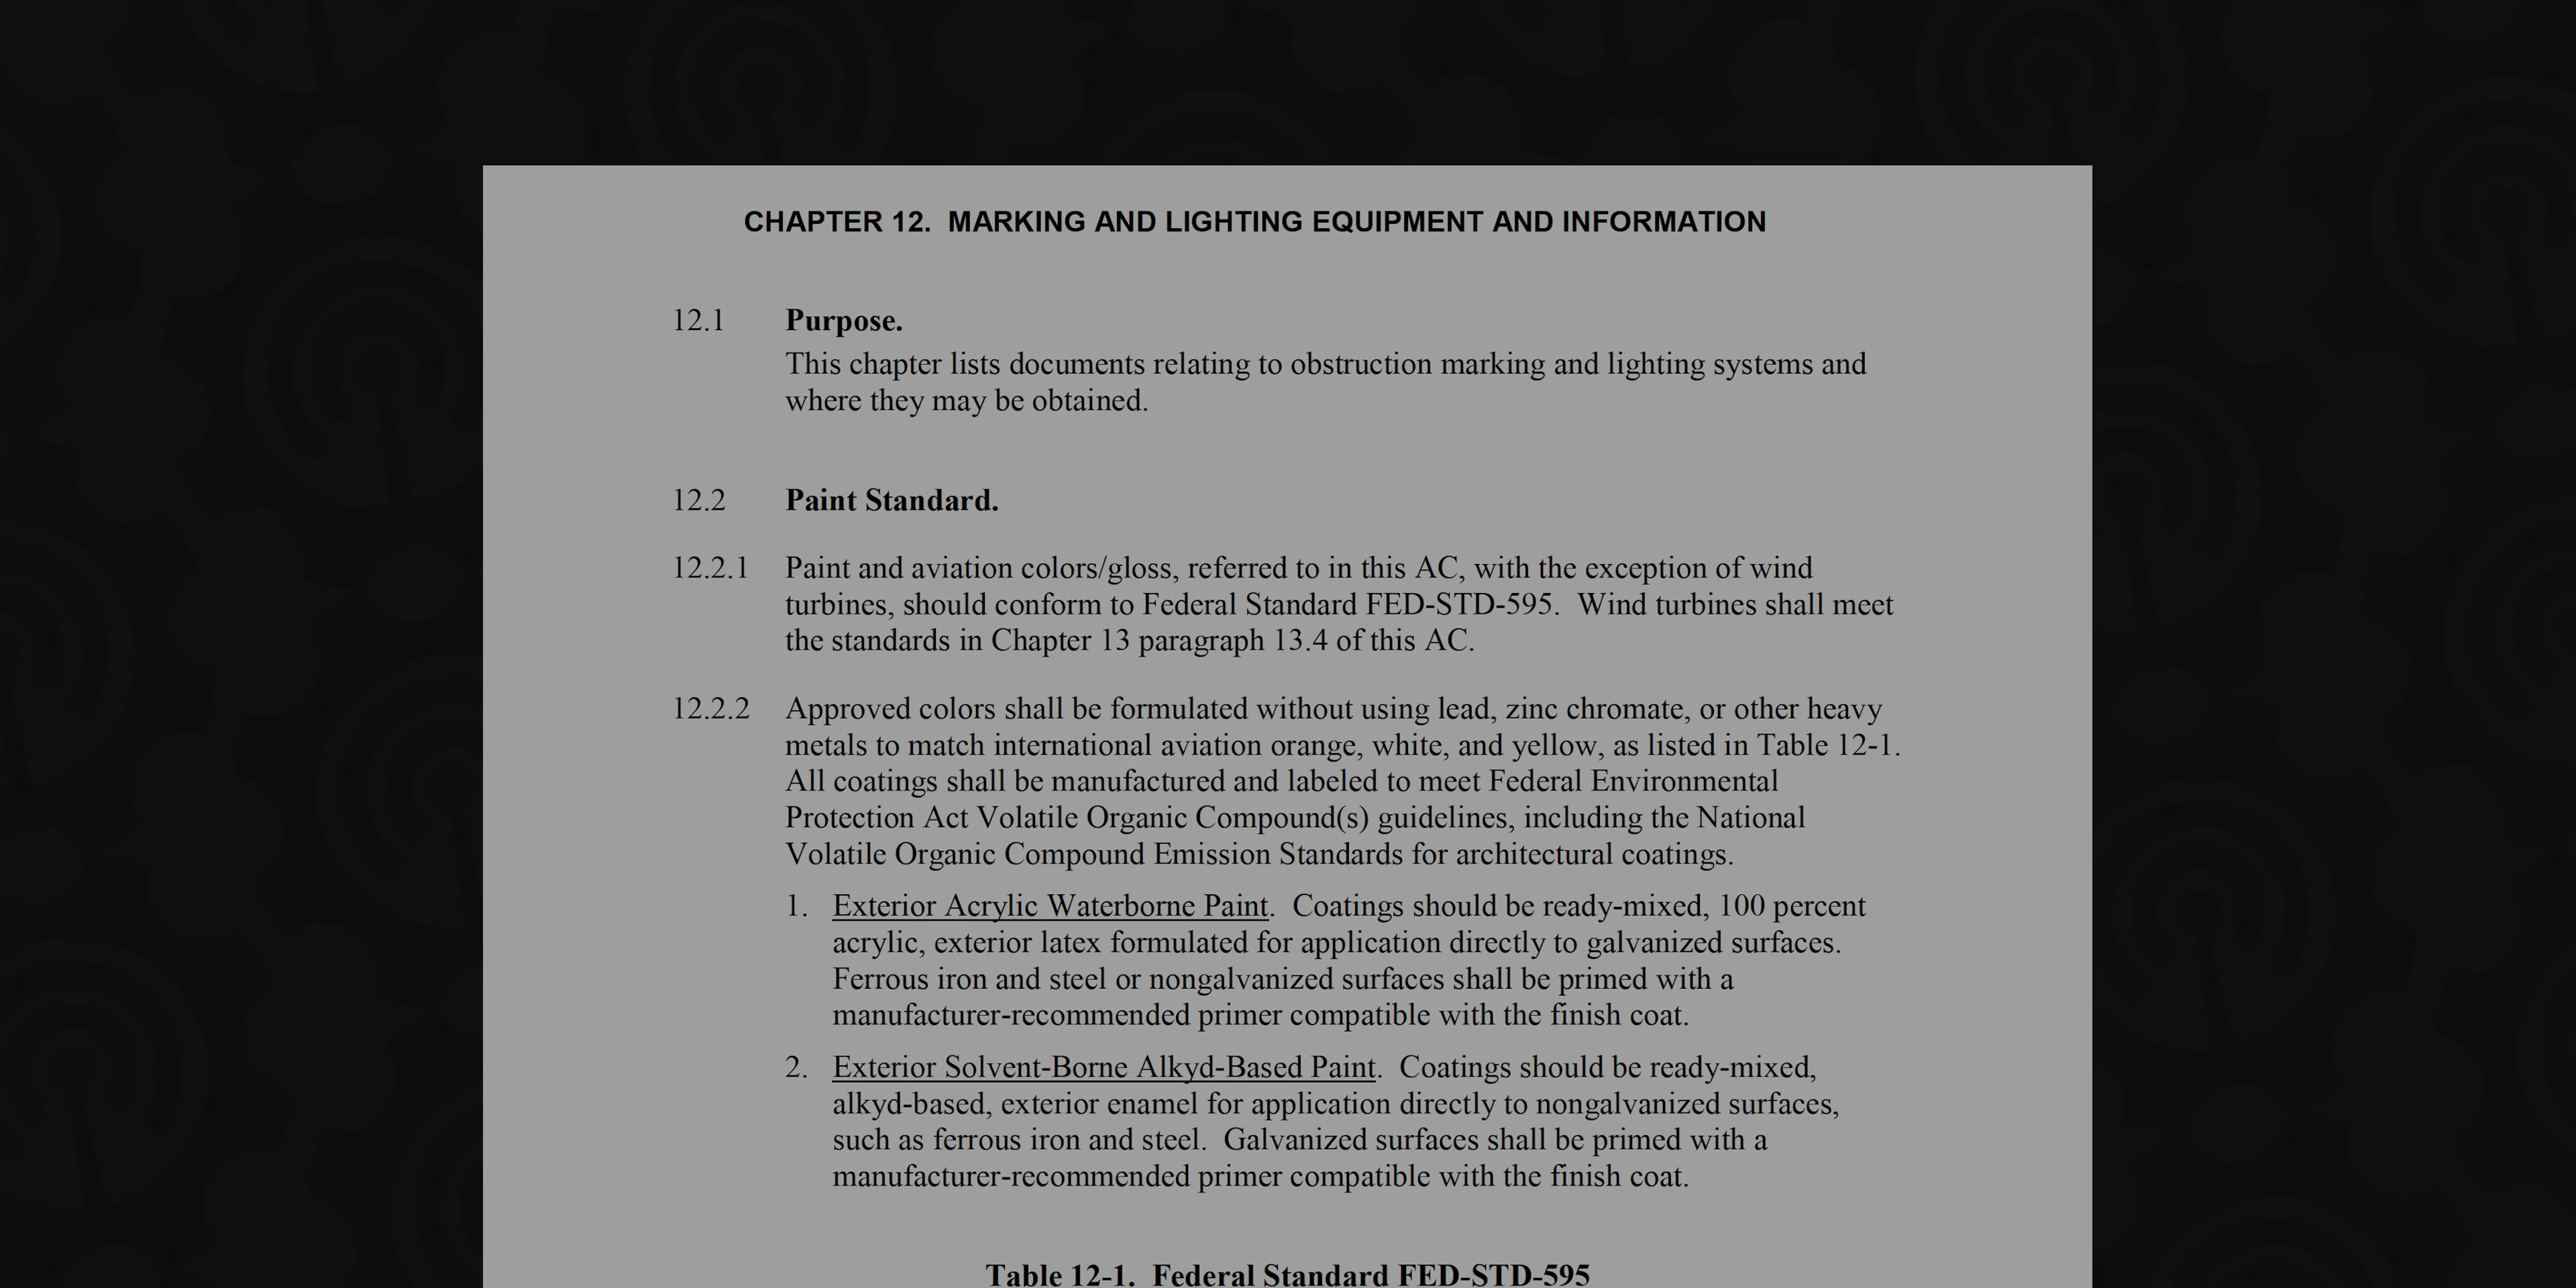 CHAPTER 12. MARKING AND LIGHTING EQUIPMENT AND INFORMATION
12.1 Purpose.
This chapter lists documents relating to obstruction marking and lighting systems and
where they may be obtained.
12.2 Paint Standard.
12.2.1 Paint and aviation colors/gloss, referred to in this AC, with the exception of wind
turbines, should conform to Federal Standard FED-STD-595. Wind turbines shall meet
the standards in Chapter 13 paragraph 13.4 of this AC.
12.2.2 Approved colors shall be formulated without using lead, zinc chromate, or other heavy
metals to match international aviation orange, white, and yellow, as listed in Table 12-1.
All coatings shall be manufactured and labeled to meet Federal Environmental
Protection Act Volatile Organic Compound(s) guidelines, including the National
Volatile Organic Compound Emission Standards for architectural coatings.
1. Exterior Acrylic Waterborne Paint. Coatings should be ready-mixed, 100 percent
acrylic, exterior latex formulated for application directly to galvanized surfaces.
Ferrous iron and steel or nongalvanized surfaces shall be primed with a
manufacturer-recommended primer compatible with the finish coat.
2. Exterior Solvent-Borne Alkyd-Based Paint. Coatings should be ready-mixed,
alkyd-based, exterior enamel for application directly to nongalvanized surfaces,
such as ferrous iron and steel. Galvanized surfaces shall be primed with a
manufacturer-recommended primer compatible with the finish coat.
Table 12-1. Federal Standard FED-STD-595